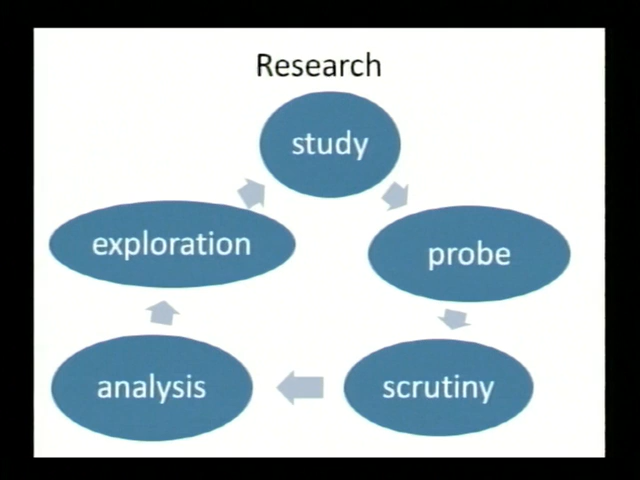 Research
study
probe
scrutiny
analysis
exploration